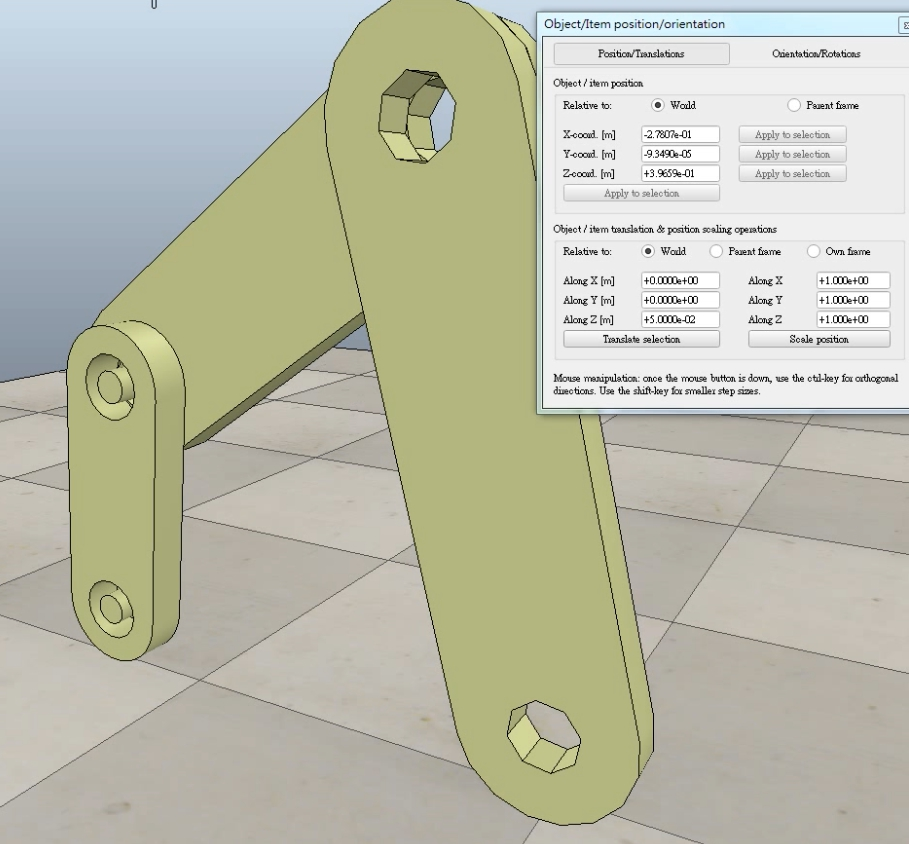 Object/Item position/orientation
Position/Translations Orientation/Rotations
Object / item position
Relative to: World Parent frame
X-coord. [m] -2.7807e-01 Apply to selection
Y-coord. [m] -9.3490e-05 Apply to selection
Z-coord. [m] +3.9659e-01 Apply to selection
Apply to selection
Object / item translation & position scaling operations
Relative to: World Parent frame Own frame
Along X [m] +0.0000e+00 Along X +1.000e+00
Along Y [m] +0.0000e+00 Along Y +1.000e+00
Along Z [m] +5.0000e-02 Along Z +1.000e+00
Translate selection Scale position
Mouse manipulation: once the mouse button is down, use the ctrl-key for orthogonal
directions. Use the shift-key for smaller step sizes.